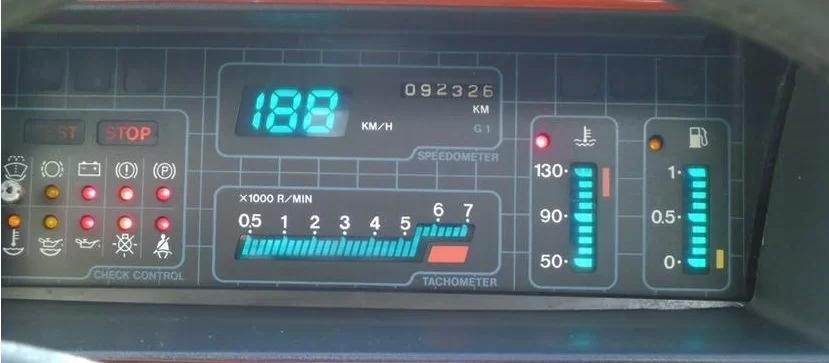 188
KM/H
092326
KM
G1
SPEEDOMETER
TEST STOP
CHECK CONTROL
×1000 R/MIN
0.5 1 2 3 4 5 6 7
TACHOMETER
130
90
50
1
0.5
0